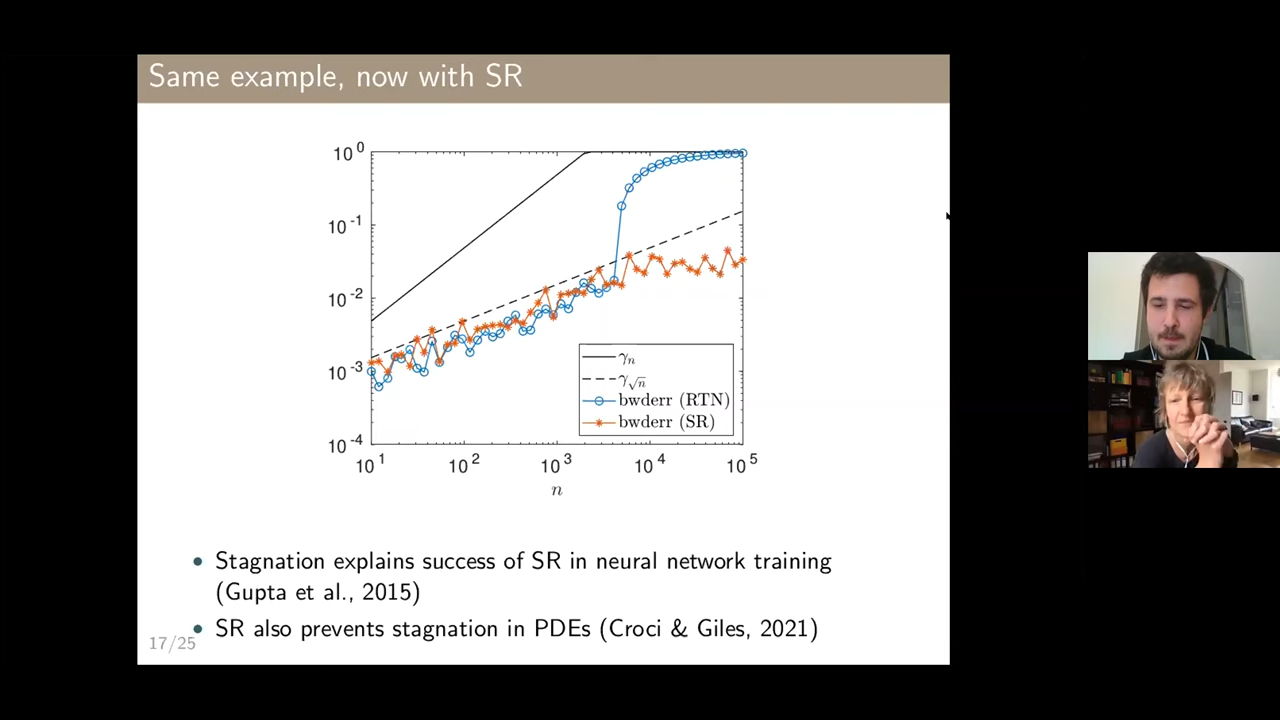 Same example, now with SR
10^0
10^-1
10^-2
10^-3
10^-4
10^1
10^2
10^3
10^4
10^5
n
γ_n
γ_√n
bwderr (RTN)
bwderr (SR)
• Stagnation explains success of SR in neural network training
(Gupta et al., 2015)
• SR also prevents stagnation in PDEs (Croci & Giles, 2021)
17/25